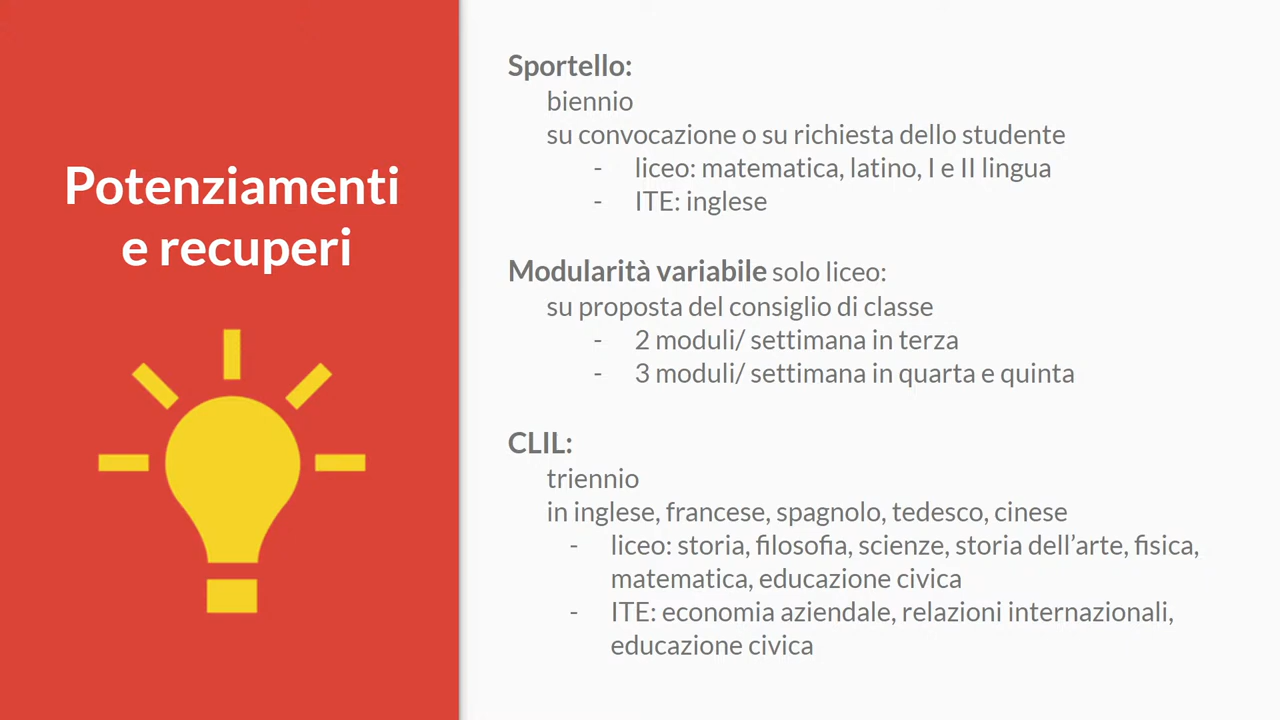 Potenziamenti
e recuperi
Sportello:
biennio
su convocazione o su richiesta dello studente
- liceo: matematica, latino, I e II lingua
- ITE: inglese
Modularità variabile solo liceo:
su proposta del consiglio di classe
- 2 moduli/ settimana in terza
- 3 moduli/ settimana in quarta e quinta
CLIL:
triennio
in inglese, francese, spagnolo, tedesco, cinese
- liceo: storia, filosofia, scienze, storia dell’arte, fisica,
matematica, educazione civica
- ITE: economia aziendale, relazioni internazionali,
educazione civica